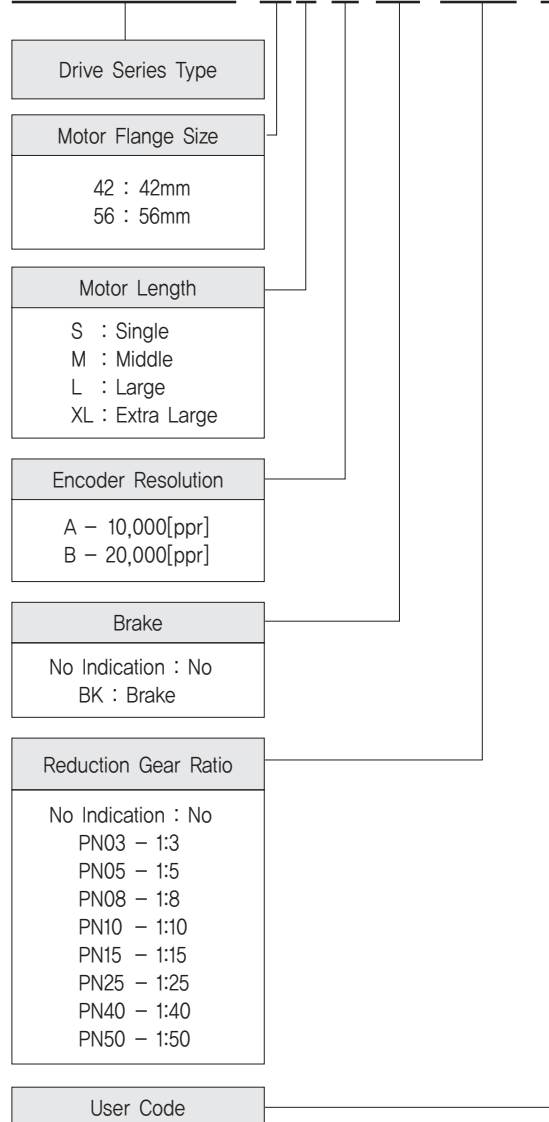 Drive Series Type
Motor Flange Size
42 : 42mm
56 : 56mm
Motor Length
S : Single
M : Middle
L : Large
XL : Extra Large
Encoder Resolution
A - 10,000[ppr]
B - 20,000[ppr]
Brake
No Indication : No
BK : Brake
Reduction Gear Ratio
No Indication : No
PN03 - 1:3
PN05 - 1:5
PN08 - 1:8
PN10 - 1:10
PN15 - 1:15
PN25 - 1:25
PN40 - 1:40
PN50 - 1:50
User Code